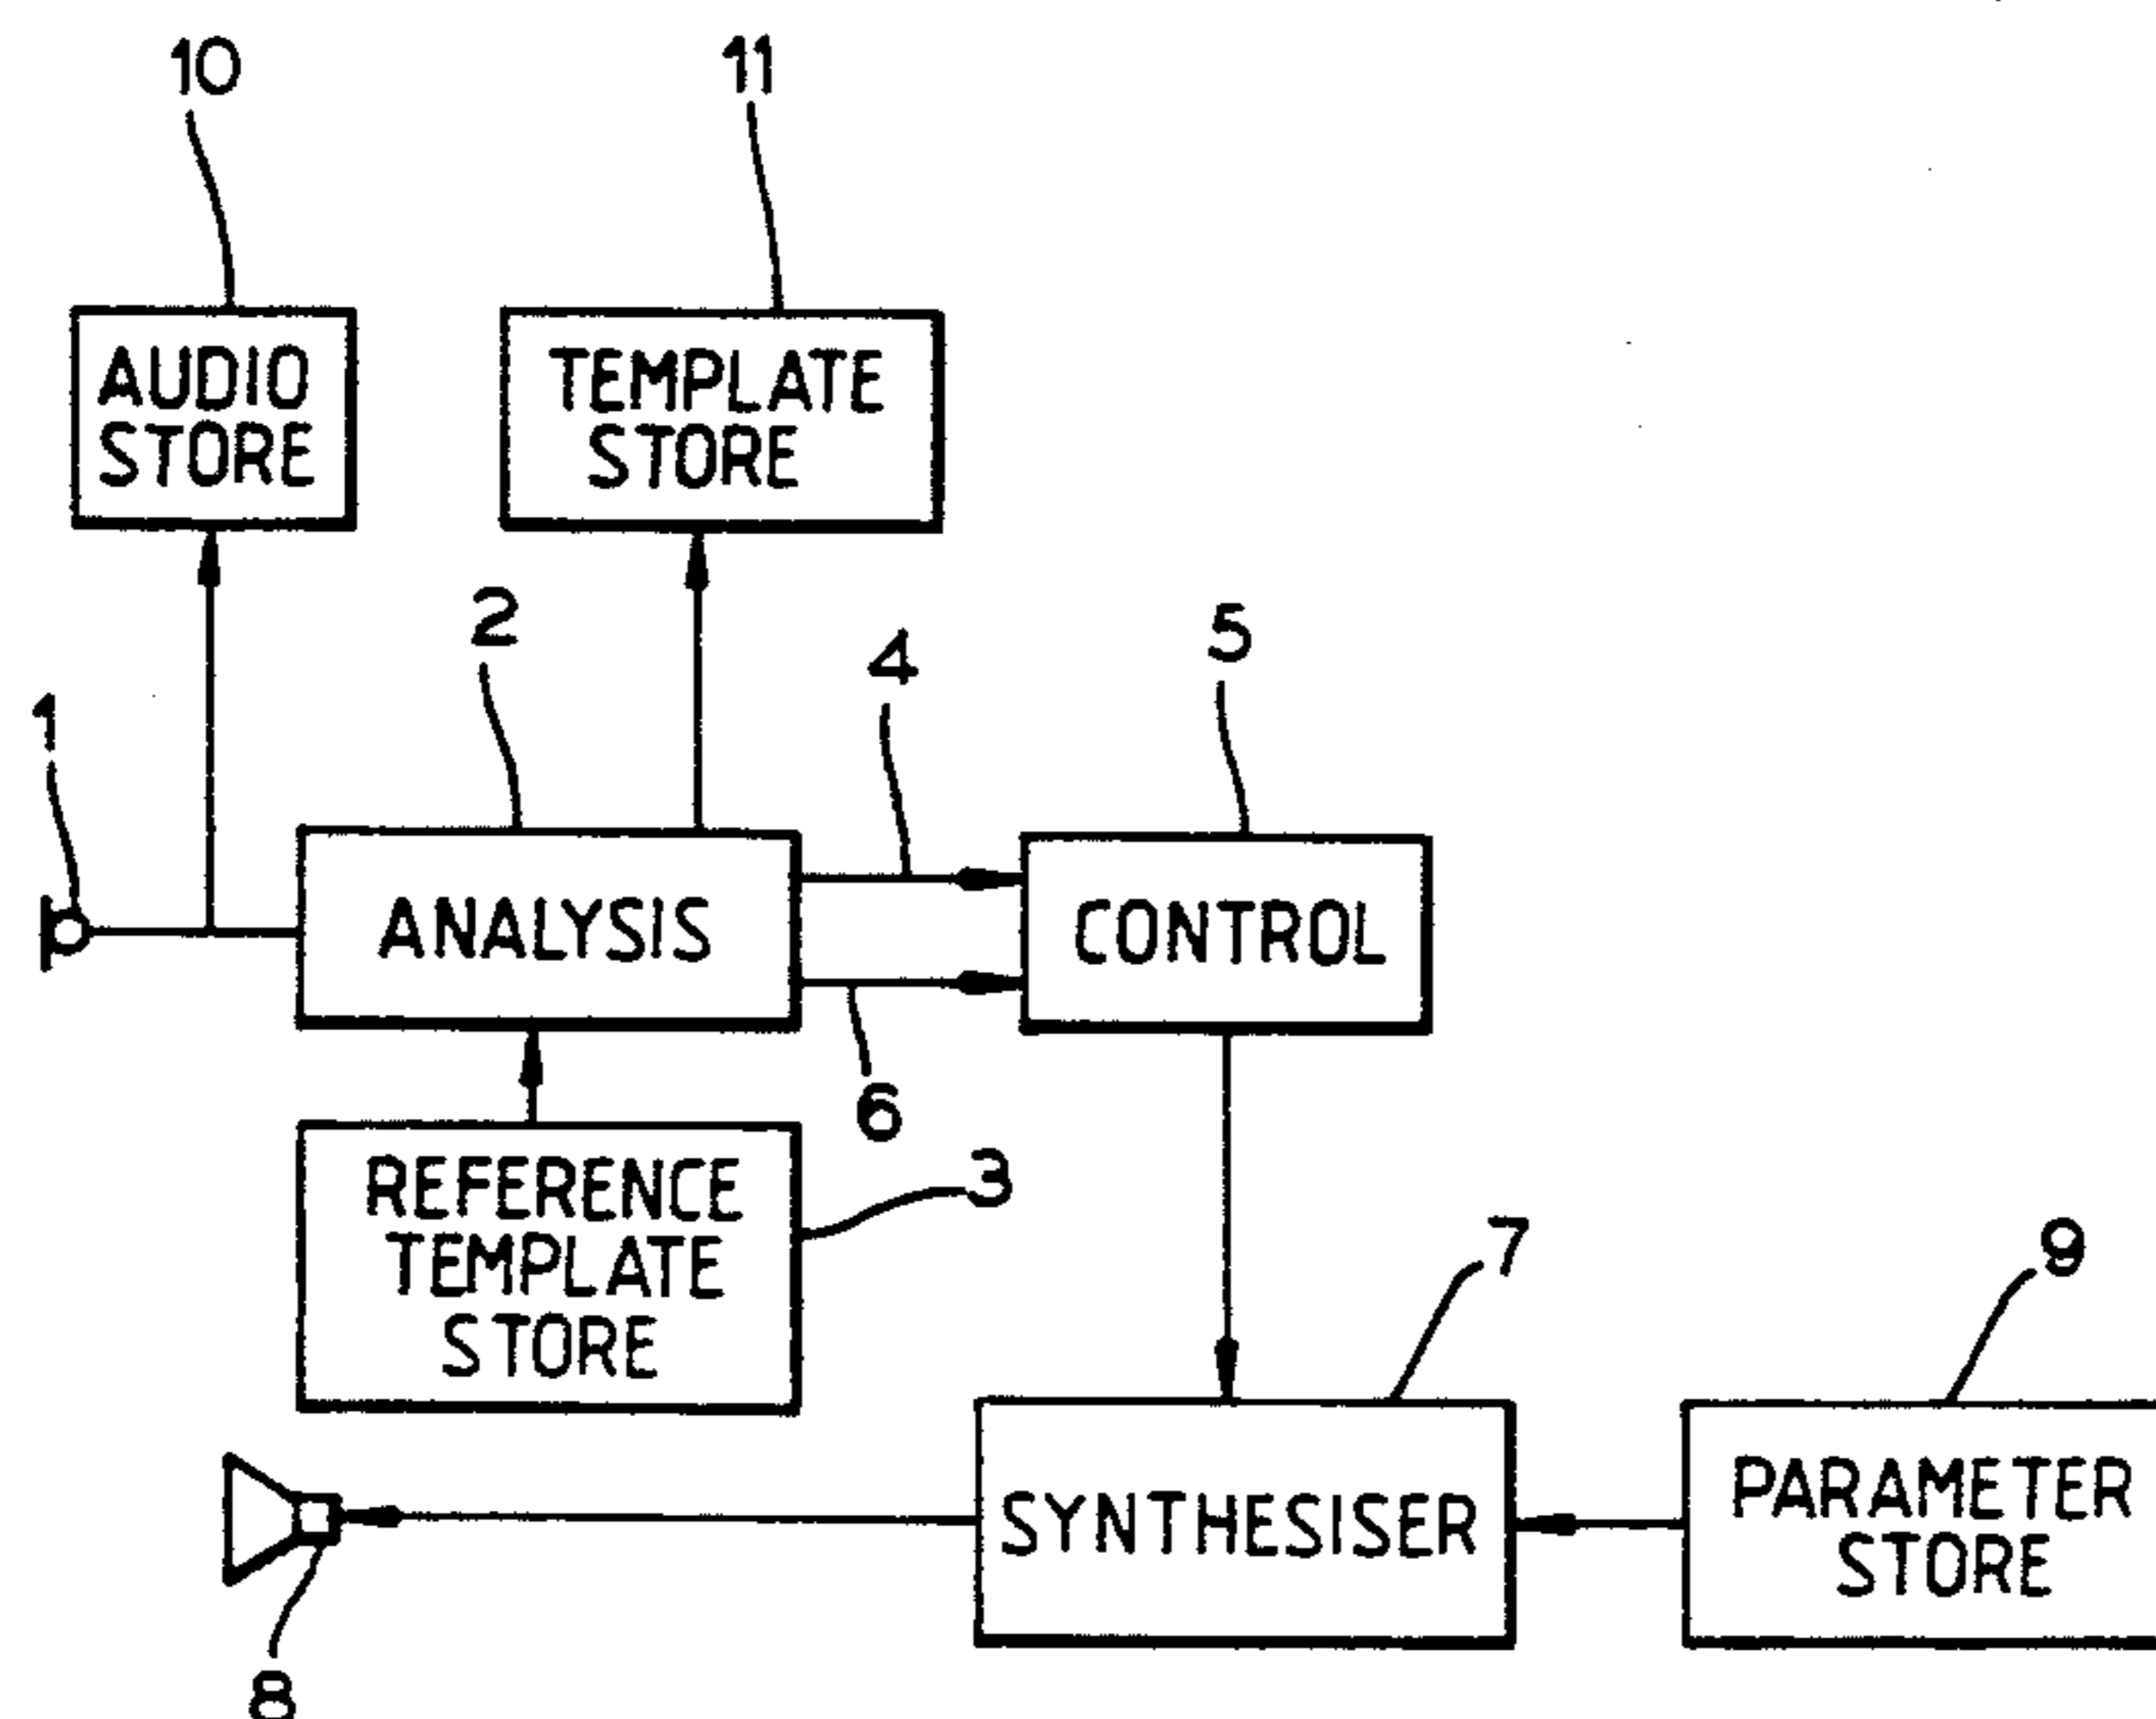 10
11
AUDIO
STORE
TEMPLATE
STORE
2
4
5
1
ANALYSIS
CONTROL
6
REFERENCE
TEMPLATE
STORE
3
7
9
SYNTHESISER
PARAMETER
STORE
8